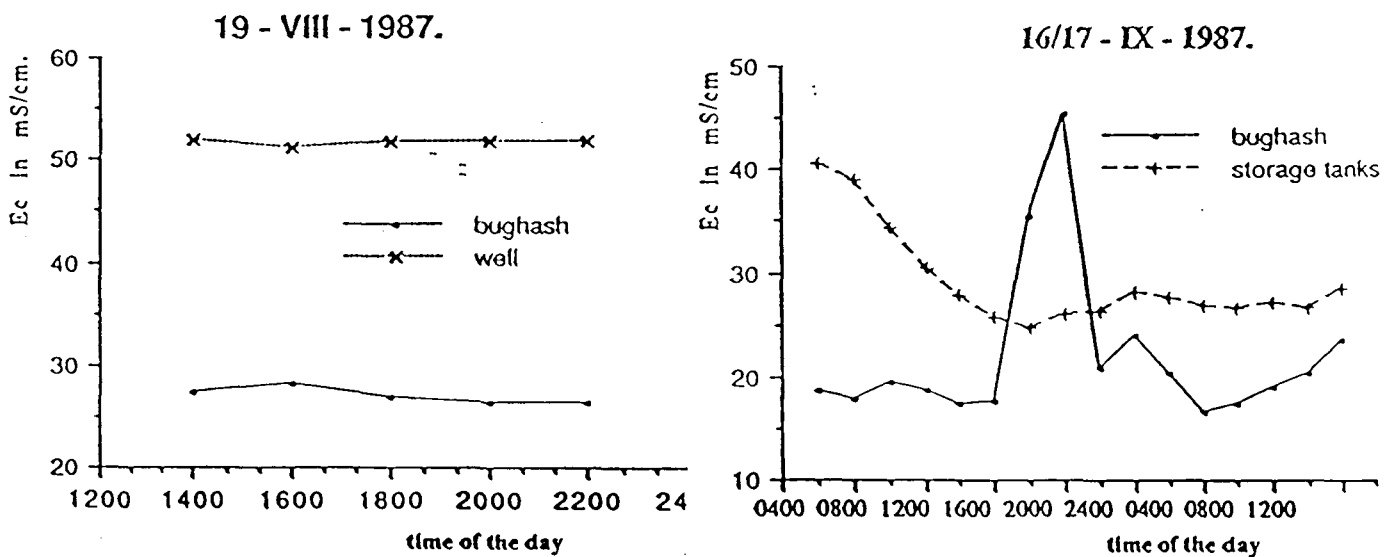 19 - VIII - 1987.
60
50
40
30
20
Ec In mS/cm.
bughash
well
1200 1400 1600 1800 2000 2200 24
time of the day
16/17 - IX - 1987.
50
40
30
20
10
Ec In mS/cm
bughash
storage tanks
0400 0800 1200 1600 2000 2400 0400 0800 1200
time of the day